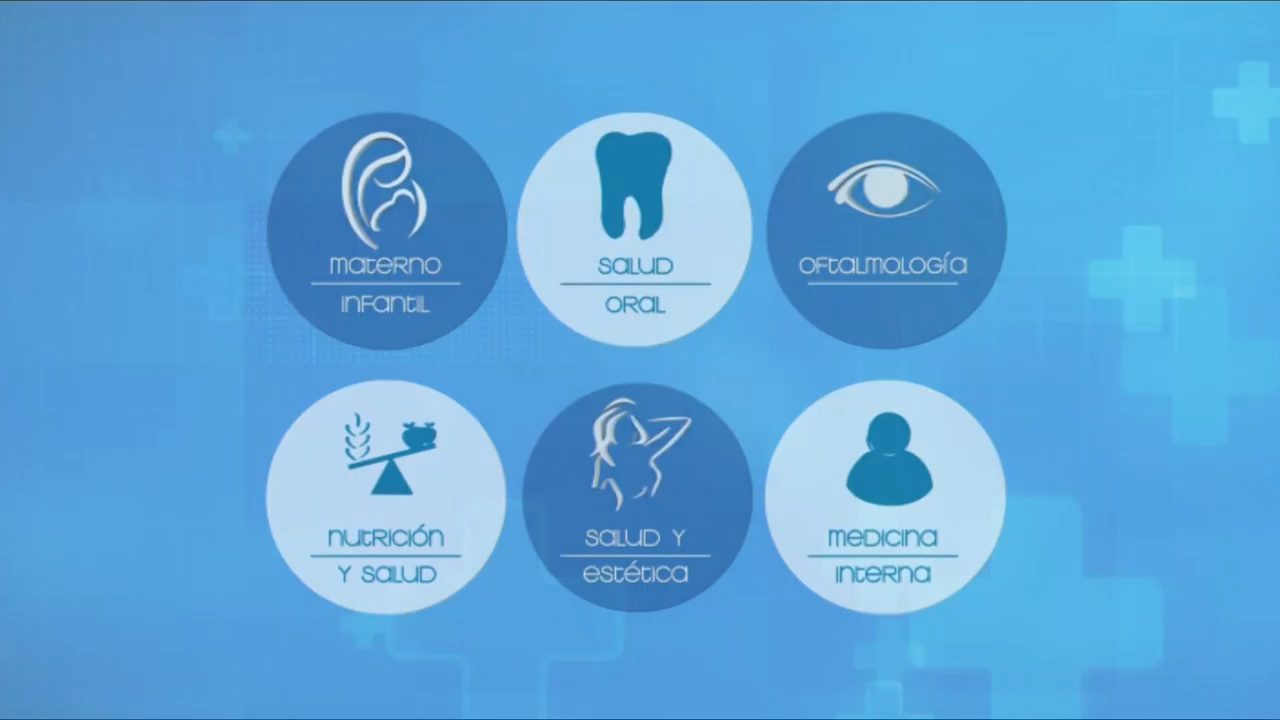 materno
infantil
salud
oral
oftalmología
nutrición
y salud
salud y
estética
medicina
interna